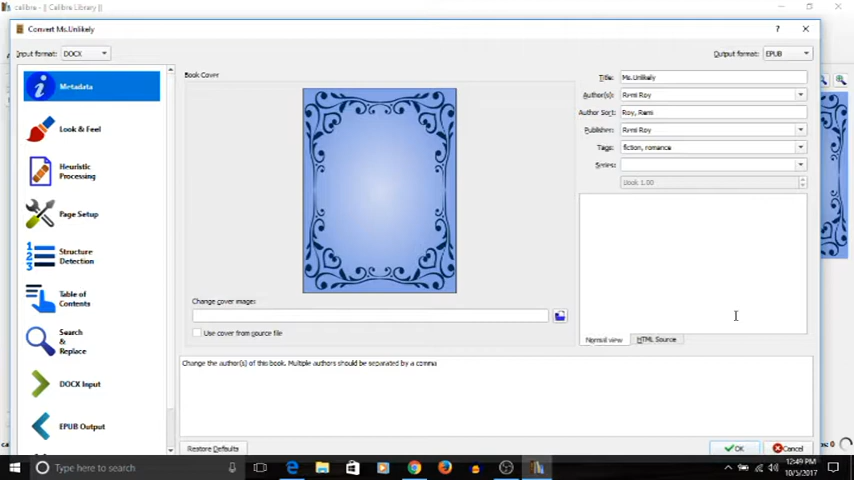 calibre - || Calibre Library ||
Convert Ms.Unlikely
?
Input format: DOCX
Output format: EPUB
Metadata
Look & Feel
Heuristic
Processing
Page Setup
Structure
Detection
Table of
Contents
Search
&
Replace
DOCX Input
EPUB Output
Book Cover
Change cover image:
Use cover from source file
Title: Ms.Unlikely
Author(s): Remi Roy
Author Sort: Roy, Remi
Publisher: Remi Roy
Tags: fiction, romance
Series:
Book 1.00
Normal view
HTML Source
Change the author(s) of this book. Multiple authors should be separated by a comma
Restore Defaults
OK
Cancel
Type here to search
12:49 PM
10/5/2017